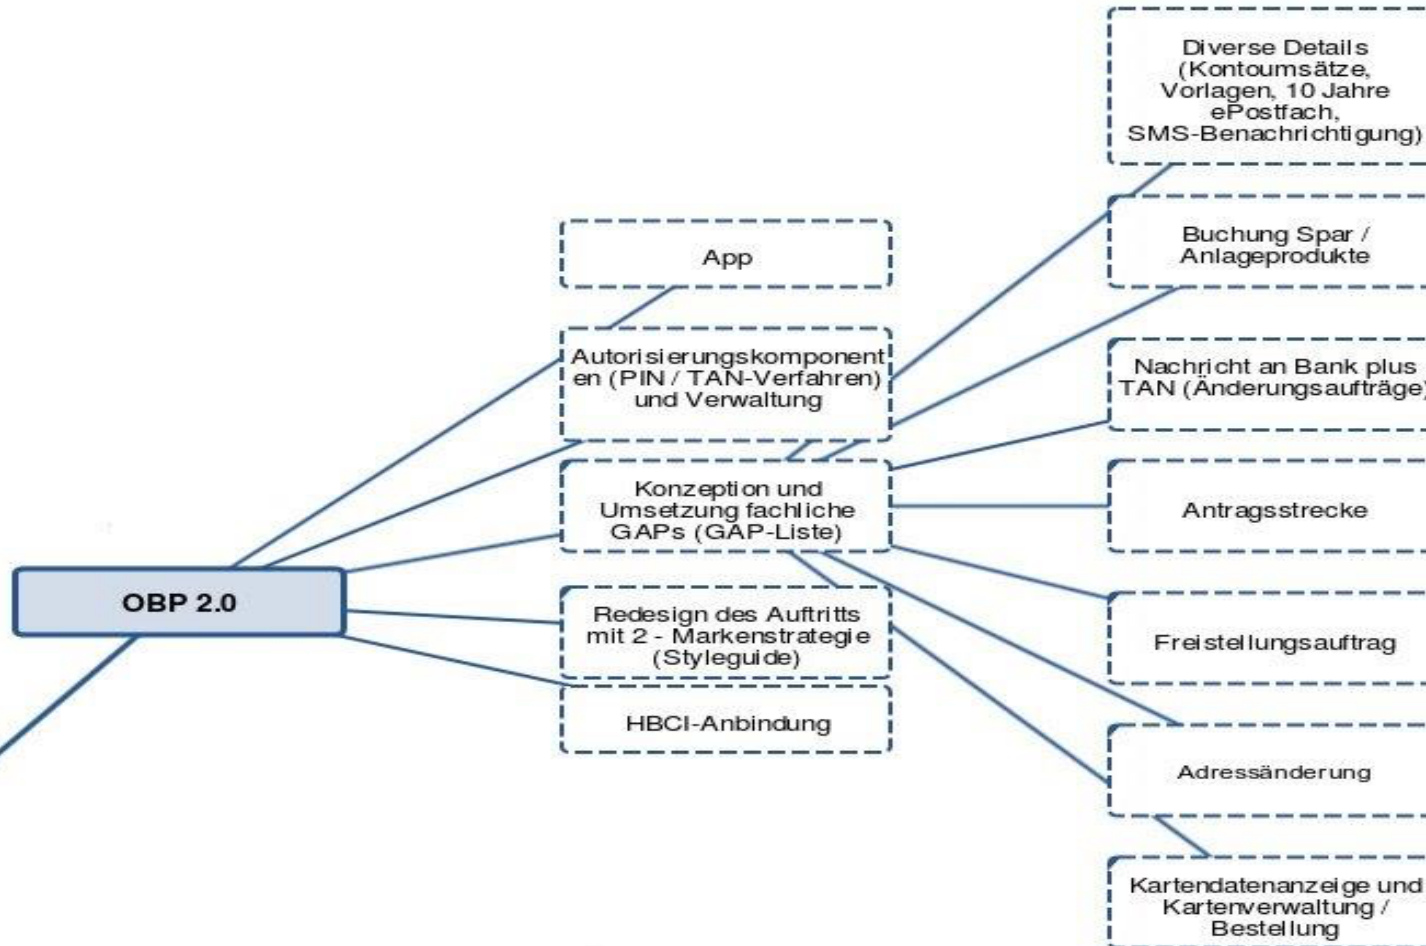 Diverse Details
(Kontoumsätze,
Vorlagen, 10 Jahre
ePostfach,
SMS-Benachrichtigung)
Buchung Spar /
Anlageprodukte
App
Autorisierungskomponent
en (PIN / TAN-Verfahren)
und Verwaltung
Nachricht an Bank plus
TAN (Änderungsaufträge)
Konzeption und
Umsetzung fachliche
GAPs (GAP-Liste)
Antragsstrecke
OBP 2.0
Redesign des Auftritts
mit 2 - Markenstrategie
(Styleguide)
Freistellungsauftrag
HBCI-Anbindung
Adressänderung
Kartendatenanzeige und
Kartenverwaltung /
Bestellung